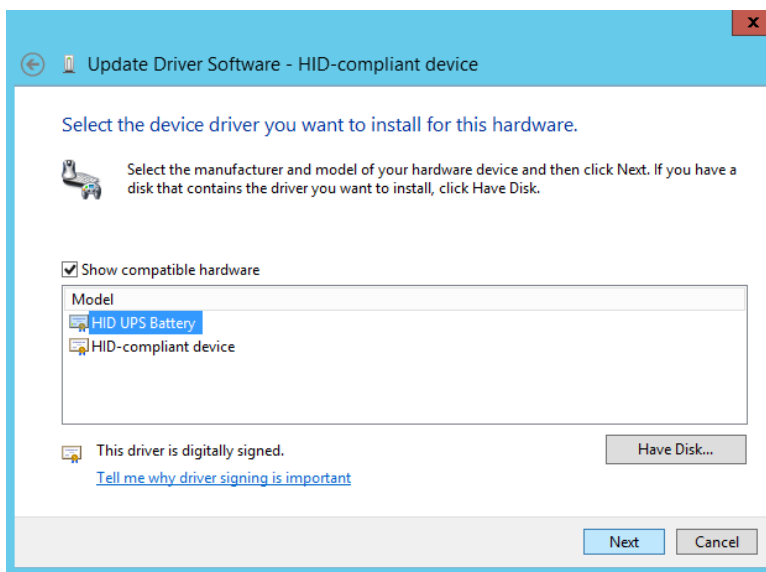 x
Update Driver Software - HID-compliant device
Select the device driver you want to install for this hardware.
Select the manufacturer and model of your hardware device and then click Next. If you have a
disk that contains the driver you want to install, click Have Disk.
Show compatible hardware
Model
HID UPS Battery
HID-compliant device
This driver is digitally signed.
Have Disk...
Tell me why driver signing is important
Next
Cancel